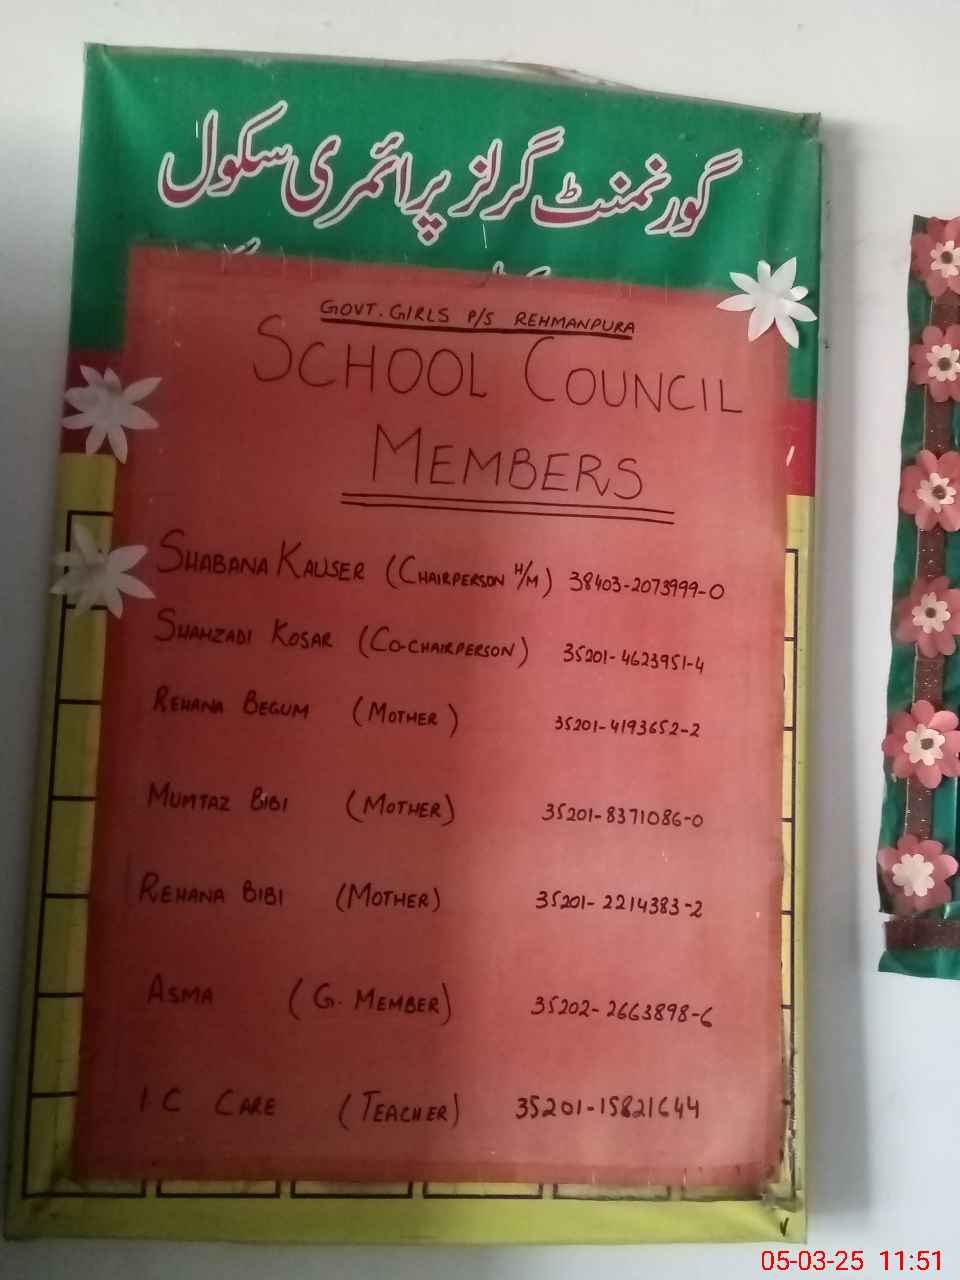 گورنمنٹ گرلز پرائمری سکول
GOVT. GIRLS P/S REHMANPURA
SCHOOL COUNCIL
MEMBERS
SHABANA KAUSER (CHAIRPERSON H/M) 38403-2073999-0
SHAHZADI KOSAR (CO-CHAIRPERSON) 35201-4623951-4
REHANA BEGUM (MOTHER) 35201-4193652-2
MUMTAZ BIBI (MOTHER) 35201-8371086-0
REHANA BIBI (MOTHER) 35201-2214383-2
ASMA (G. MEMBER) 35202-2663898-6
I.C CARE (TEACHER) 35201-15821644
05-03-25 11:51